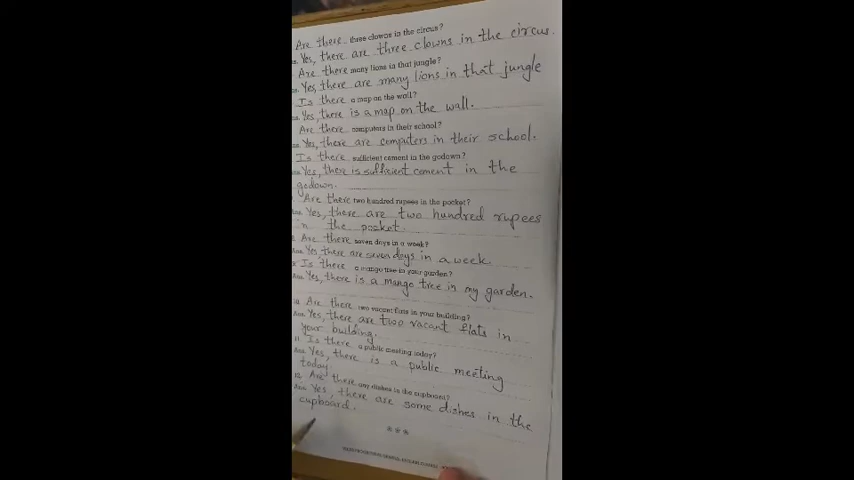 Are there three clowns in the circus?
Yes, there are three clowns in the circus.
Are there many lions in that jungle?
Yes, there are many lions in that jungle
Is there a map on the wall?
Yes, there is a map on the wall.
Are there computers in their school?
Yes, there are computers in their school.
Is there sufficient cement in the godown?
Yes, there is sufficient cement in the
godown.
Are there two hundred rupees in the pocket?
Yes, there are two hundred rupees
in the pocket.
Are there seven days in a week?
Ans. Yes, there are seven days in a week.
Is there a mango tree in your garden?
Ans. Yes, there is a mango tree in my garden.
10. Are there two vacant flats in your building?
Ans. Yes, there are two vacant flats in
your building.
11. Is there a public meeting today?
Ans. Yes, there is a public meeting
today.
12. Are there any dishes in the cupboard?
Ans. Yes, there are some dishes in the
cupboard.